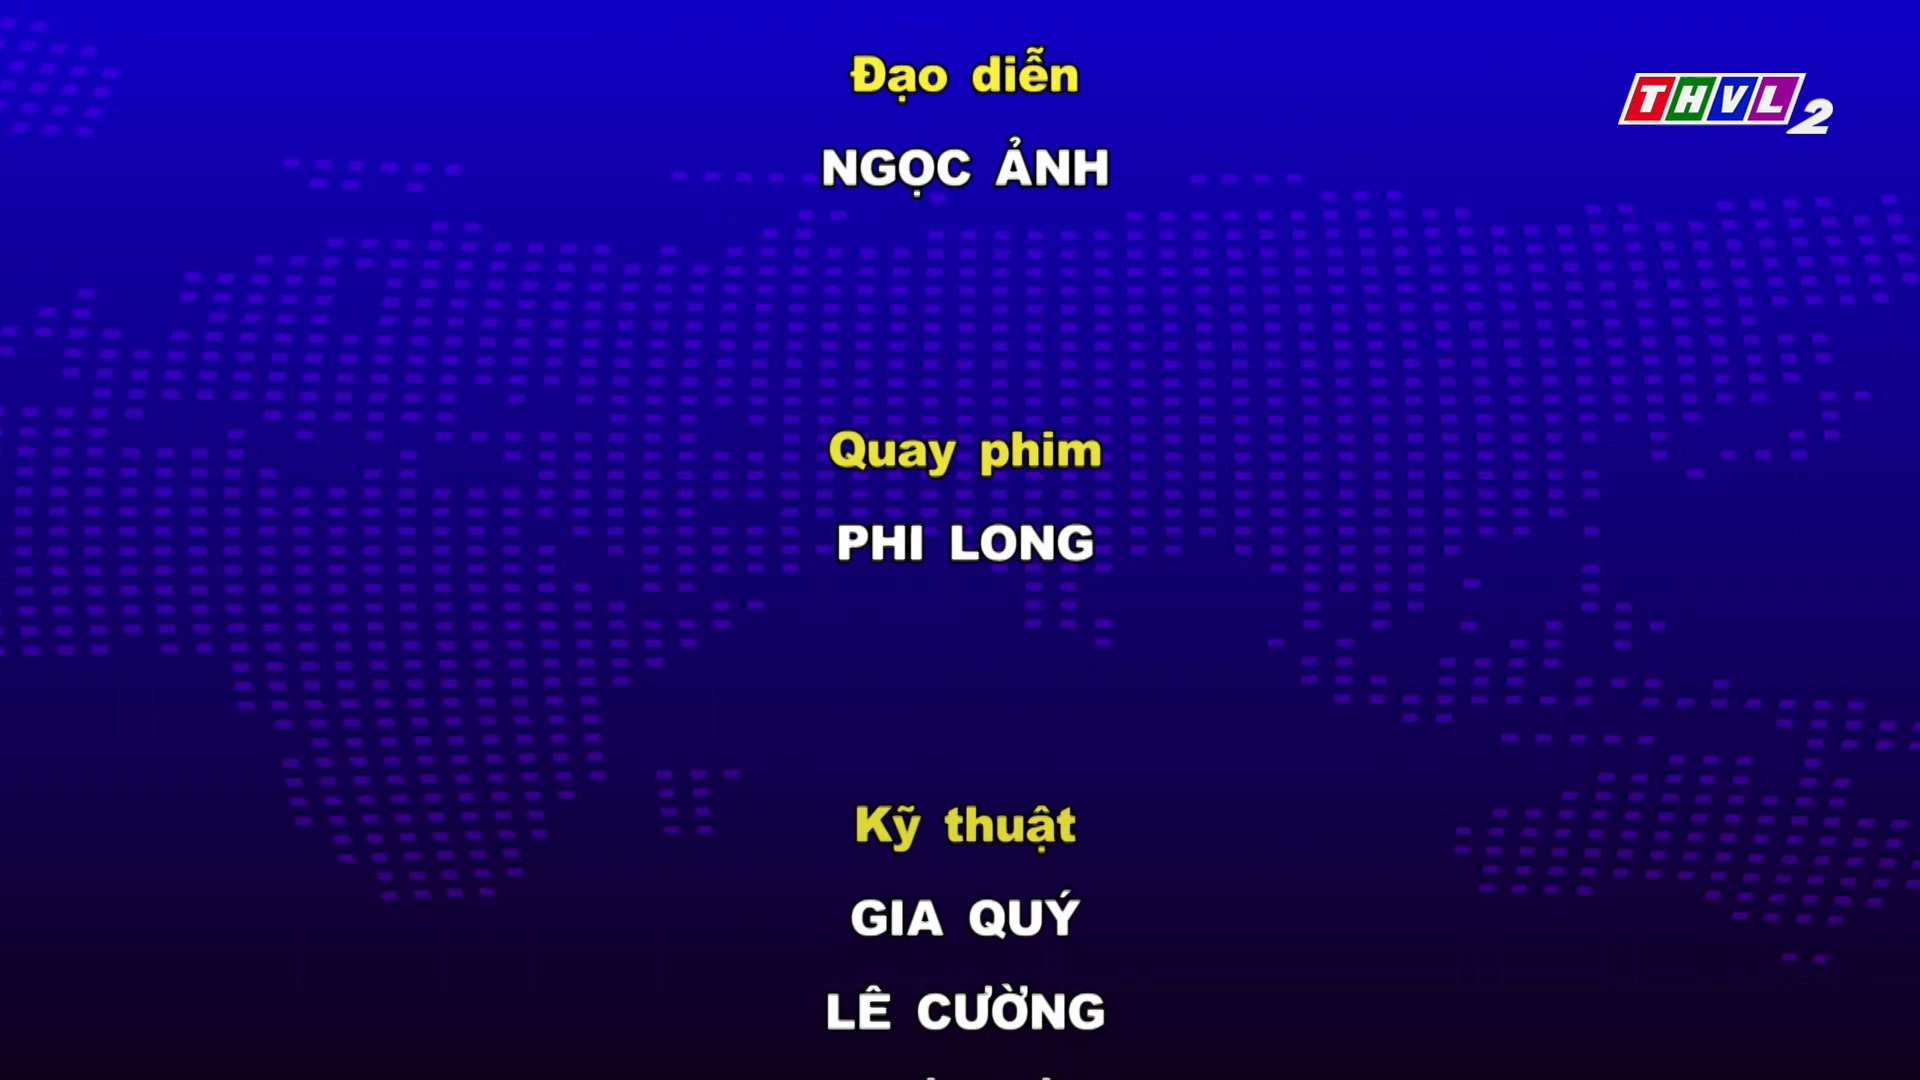 Đạo diễn
THVL2
NGỌC ẢNH
Quay phim
PHI LONG
Kỹ thuật
GIA QUÝ
LÊ CƯỜNG